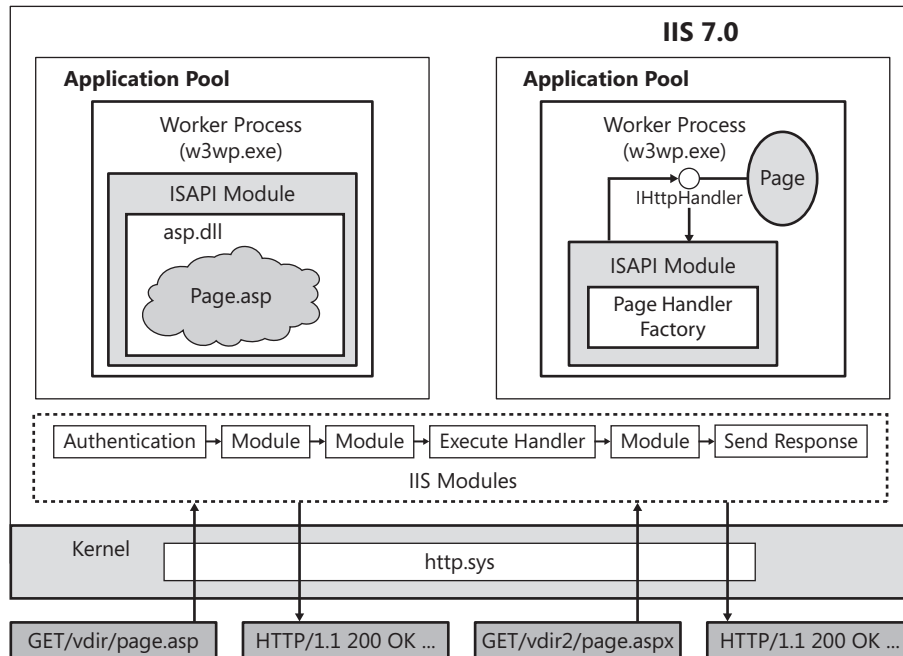 IIS 7.0
Application Pool
Worker Process
(w3wp.exe)
ISAPI Module
asp.dll
Page.asp
Application Pool
Worker Process
(w3wp.exe)
Page
IHttpHandler
ISAPI Module
Page Handler
Factory
Authentication
Module
Module
Execute Handler
Module
Send Response
IIS Modules
Kernel
http.sys
GET/vdir/page.asp
HTTP/1.1 200 OK ...
GET/vdir2/page.aspx
HTTP/1.1 200 OK ...